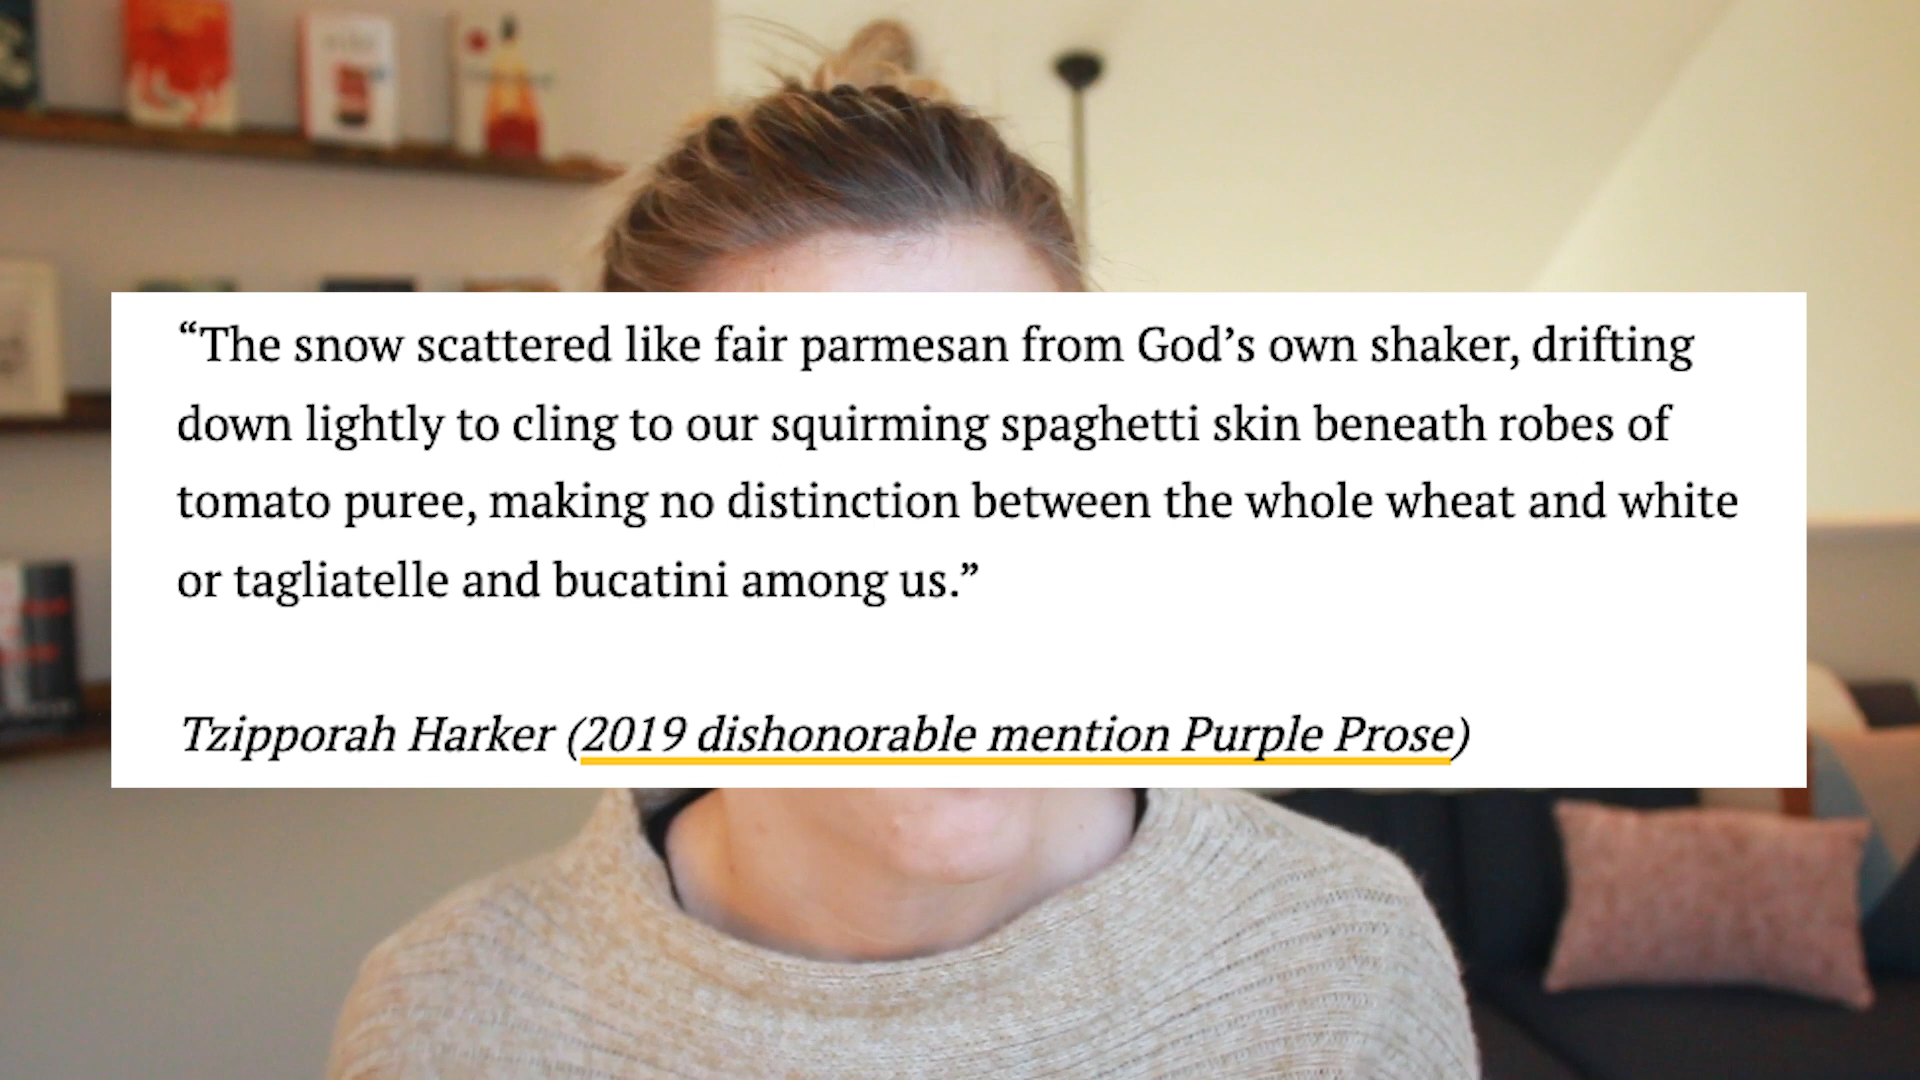 “The snow scattered like fair parmesan from God’s own shaker, drifting
down lightly to cling to our squirming spaghetti skin beneath robes of
tomato puree, making no distinction between the whole wheat and white
or tagliatelle and bucatini among us.”
Tzipporah Harker (2019 dishonorable mention Purple Prose)